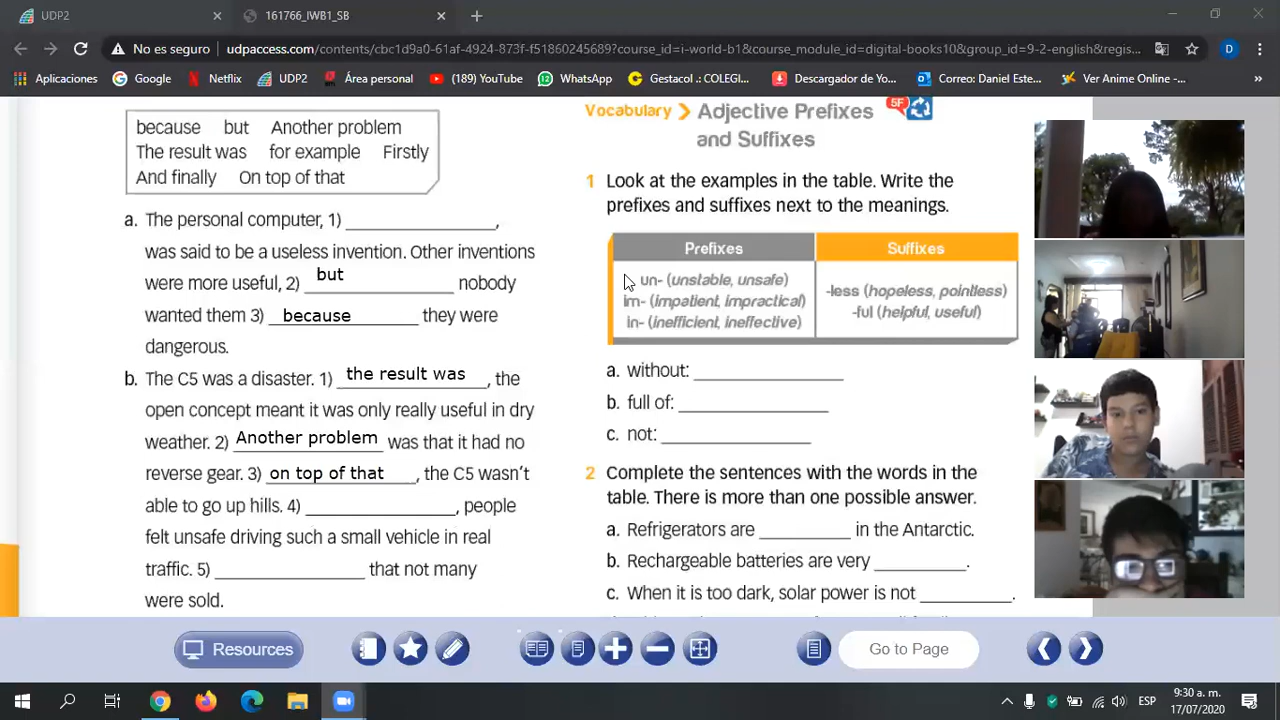 UDP2
161766_IWB1_SB
No es seguro
udpaccess.com/contents/cbc1d9a0-61af-4924-873f-f51860245689?course_id=i-world-b1&course_module_id=digital-books10&group_id=9-2-english&regis...
D
Aplicaciones Google Netflix UDP2 Área personal (189) YouTube WhatsApp Gestacol .: COLEGI... Descargador de Yo... Correo: Daniel Este... Ver Anime Online -... »
because but Another problem
The result was for example Firstly
And finally On top of that
a. The personal computer, 1) _______________,
was said to be a useless invention. Other inventions
were more useful, 2) but nobody
wanted them 3) because they were
dangerous.
b. The C5 was a disaster. 1) the result was, the
open concept meant it was only really useful in dry
weather. 2) Another problem was that it had no
reverse gear. 3) on top of that, the C5 wasn't
able to go up hills. 4) _______________, people
felt unsafe driving such a small vehicle in real
traffic. 5) _______________ that not many
were sold.
Vocabulary Adjective Prefixes
and Suffixes
5F
1 Look at the examples in the table. Write the
prefixes and suffixes next to the meanings.
Prefixes Suffixes
un- (unstable, unsafe)
im- (impatient, impractical)
in- (inefficient, ineffective)
-less (hopeless, pointless)
-ful (helpful, useful)
a. without: _______________
b. full of: _______________
c. not: _______________
2 Complete the sentences with the words in the
table. There is more than one possible answer.
a. Refrigerators are _________ in the Antarctic.
b. Rechargeable batteries are very _________.
c. When it is too dark, solar power is not _________.
Resources
Go to Page
ESP
9:30 a. m.
17/07/2020